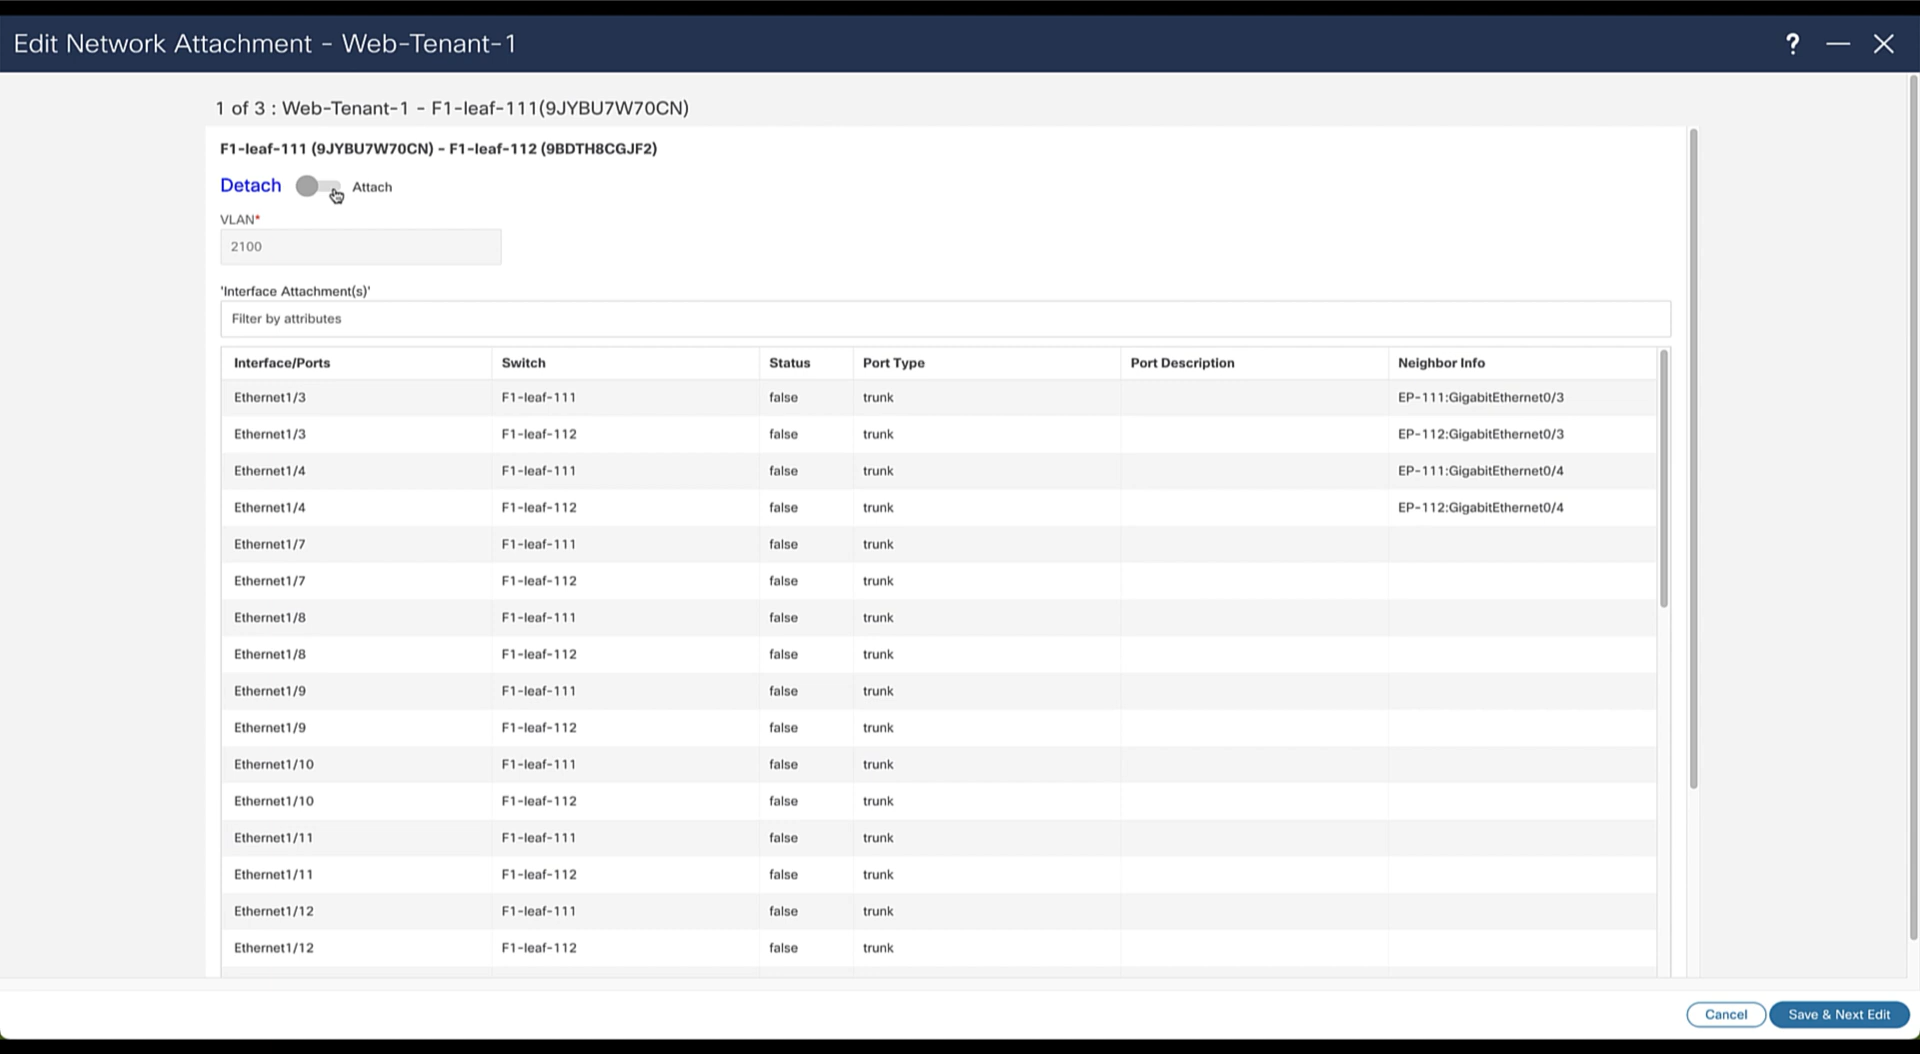 Edit Network Attachment - Web-Tenant-1
?
1 of 3 : Web-Tenant-1 - F1-leaf-111(9JYBU7W70CN)
F1-leaf-111 (9JYBU7W70CN) - F1-leaf-112 (9BDTH8CGJF2)
Detach Attach
VLAN*
2100
'Interface Attachment(s)'
Filter by attributes
Interface/Ports Switch Status Port Type Port Description Neighbor Info
Ethernet1/3 F1-leaf-111 false trunk EP-111:GigabitEthernet0/3
Ethernet1/3 F1-leaf-112 false trunk EP-112:GigabitEthernet0/3
Ethernet1/4 F1-leaf-111 false trunk EP-111:GigabitEthernet0/4
Ethernet1/4 F1-leaf-112 false trunk EP-112:GigabitEthernet0/4
Ethernet1/7 F1-leaf-111 false trunk
Ethernet1/7 F1-leaf-112 false trunk
Ethernet1/8 F1-leaf-111 false trunk
Ethernet1/8 F1-leaf-112 false trunk
Ethernet1/9 F1-leaf-111 false trunk
Ethernet1/9 F1-leaf-112 false trunk
Ethernet1/10 F1-leaf-111 false trunk
Ethernet1/10 F1-leaf-112 false trunk
Ethernet1/11 F1-leaf-111 false trunk
Ethernet1/11 F1-leaf-112 false trunk
Ethernet1/12 F1-leaf-111 false trunk
Ethernet1/12 F1-leaf-112 false trunk
Cancel Save & Next Edit